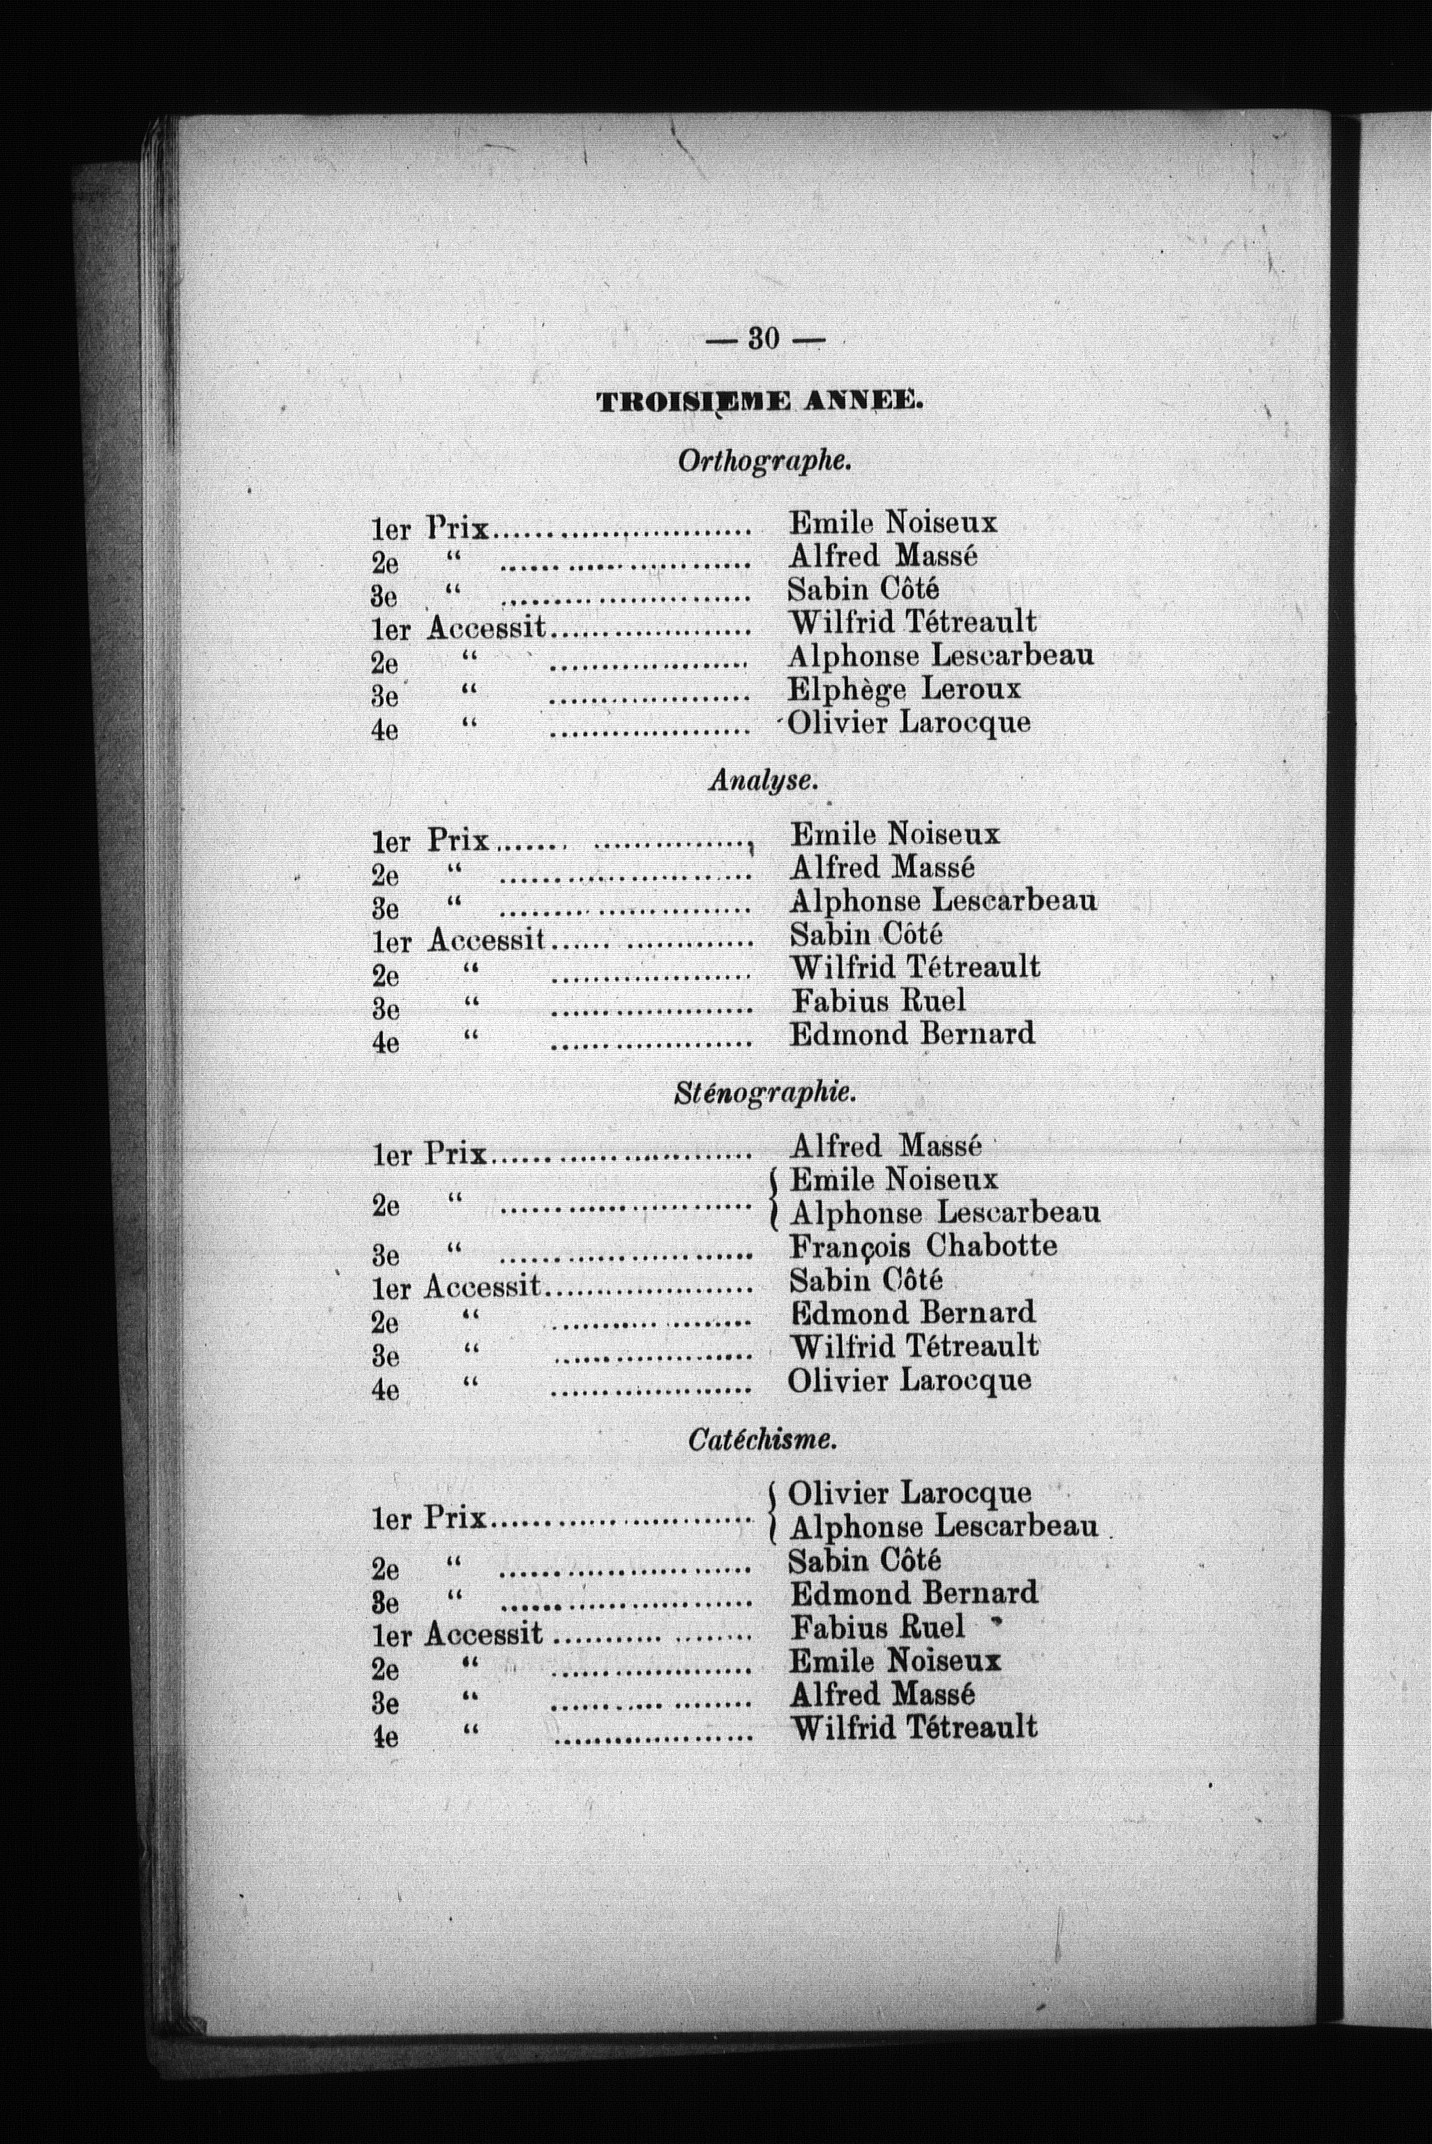 — 30 —
TROISIEME ANNEE.
Orthographe.
1er Prix.............................. Emile Noiseux
2e “ .............................. Alfred Massé
3e “ .............................. Sabin Côté
1er Accessit.................... Wilfrid Tétreault
2e “ .................... Alphonse Lescarbeau
3e “ .................... Elphège Leroux
4e “ .................... Olivier Larocque
Analyse.
1er Prix....... ................, Emile Noiseux
2e “ .......................... Alfred Massé
3e “ .......................... Alphonse Lescarbeau
1er Accessit...... ............. Sabin Côté
2e “ .................... Wilfrid Tétreault
3e “ .................... Fabius Ruel
4e “ .................... Edmond Bernard
Sténographie.
1er Prix.......................... Alfred Massé
2e “ .......................... { Emile Noiseux
Alphonse Lescarbeau
3e “ .......................... François Chabotte
1er Accessit..................... Sabin Côté
2e “ .................... Edmond Bernard
3e “ .................... Wilfrid Tétreault
4e “ .................... Olivier Larocque
Catéchisme.
1er Prix.......................... { Olivier Larocque
Alphonse Lescarbeau
2e “ .......................... Sabin Côté
3e “ .......................... Edmond Bernard
1er Accessit ........... ........ Fabius Ruel
2e “ .................... Emile Noiseux
3e “ ........... ........ Alfred Massé
4e “ .................... Wilfrid Tétreault